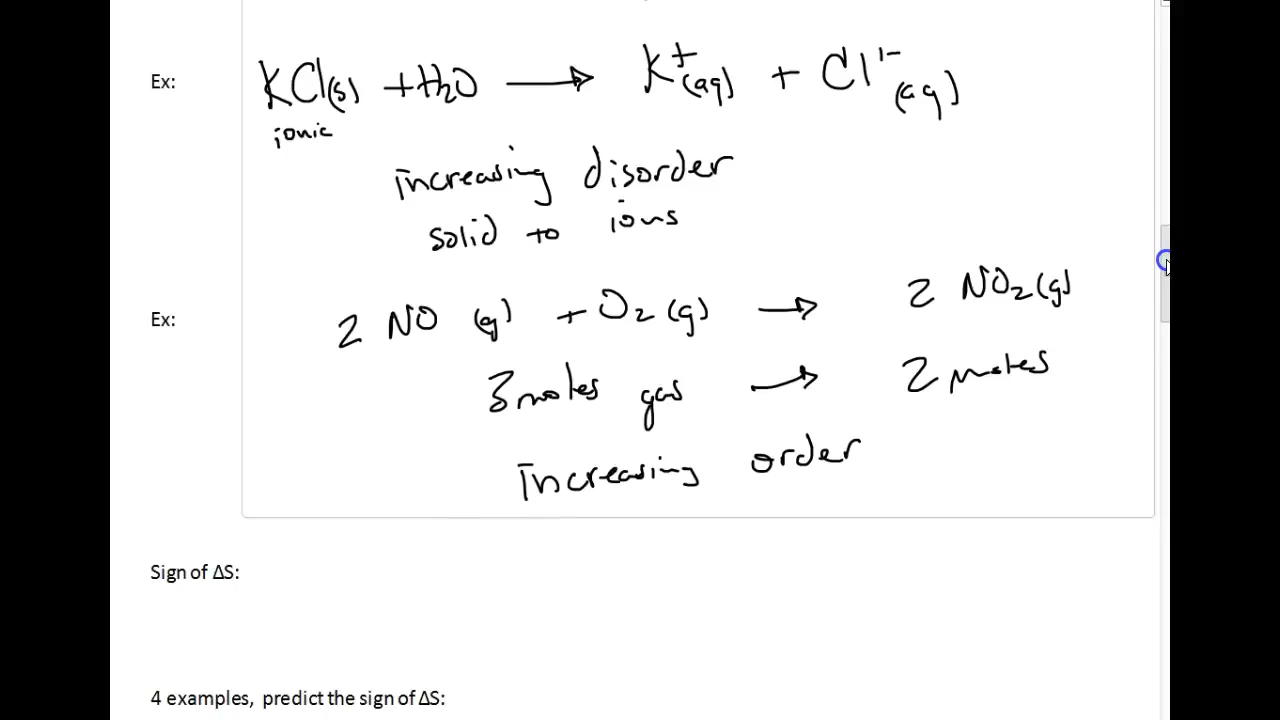 Ex: KCl(s) + H₂O → K⁺(aq) + Cl¹⁻(aq)
ionic
increasing disorder
solid to ions
Ex: 2 NO (g) + O₂ (g) → 2 NO₂ (g)
3 moles gas → 2 moles
Increasing order
Sign of ΔS:
4 examples, predict the sign of ΔS: